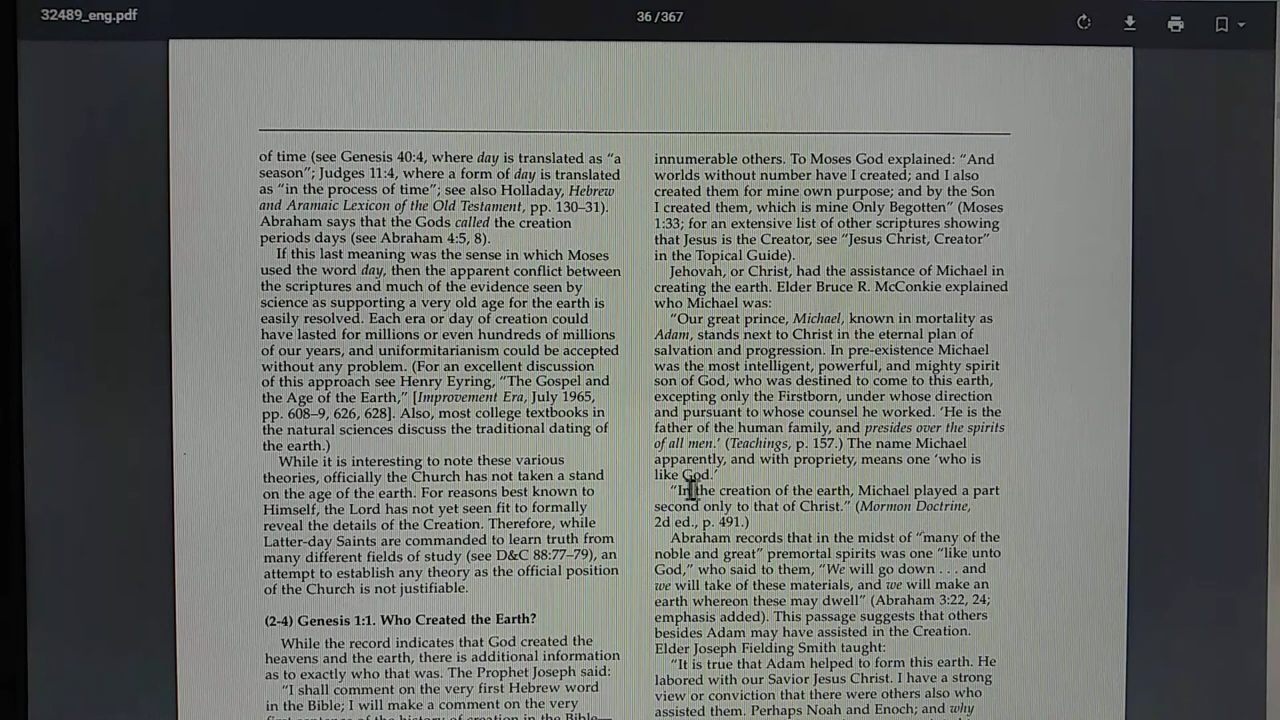 32489_eng.pdf
36 / 367
of time (see Genesis 40:4, where day is translated as “a
season”; Judges 11:4, where a form of day is translated
as “in the process of time”; see also Holladay, Hebrew
and Aramaic Lexicon of the Old Testament, pp. 130–31).
Abraham says that the Gods called the creation
periods days (see Abraham 4:5, 8).
If this last meaning was the sense in which Moses
used the word day, then the apparent conflict between
the scriptures and much of the evidence seen by
science as supporting a very old age for the earth is
easily resolved. Each era or day of creation could
have lasted for millions or even hundreds of millions
of our years, and uniformitarianism could be accepted
without any problem. (For an excellent discussion
of this approach see Henry Eyring, “The Gospel and
the Age of the Earth,” [Improvement Era, July 1965,
pp. 608–9, 626, 628]. Also, most college textbooks in
the natural sciences discuss the traditional dating of
the earth.)
While it is interesting to note these various
theories, officially the Church has not taken a stand
on the age of the earth. For reasons best known to
Himself, the Lord has not yet seen fit to formally
reveal the details of the Creation. Therefore, while
Latter-day Saints are commanded to learn truth from
many different fields of study (see D&C 88:77–79), an
attempt to establish any theory as the official position
of the Church is not justifiable.
(2-4) Genesis 1:1. Who Created the Earth?
While the record indicates that God created the
heavens and the earth, there is additional information
as to exactly who that was. The Prophet Joseph said:
“I shall comment on the very first Hebrew word
in the Bible; I will make a comment on the very
first sentence of the history of creation in the Bible—
innumerable others. To Moses God explained: “And
worlds without number have I created; and I also
created them for mine own purpose; and by the Son
I created them, which is mine Only Begotten” (Moses
1:33; for an extensive list of other scriptures showing
that Jesus is the Creator, see “Jesus Christ, Creator”
in the Topical Guide).
Jehovah, or Christ, had the assistance of Michael in
creating the earth. Elder Bruce R. McConkie explained
who Michael was:
“Our great prince, Michael, known in mortality as
Adam, stands next to Christ in the eternal plan of
salvation and progression. In pre-existence Michael
was the most intelligent, powerful, and mighty spirit
son of God, who was destined to come to this earth,
excepting only the Firstborn, under whose direction
and pursuant to whose counsel he worked. ‘He is the
father of the human family, and presides over the spirits
of all men.’ (Teachings, p. 157.) The name Michael
apparently, and with propriety, means one ‘who is
like God.’
“In the creation of the earth, Michael played a part
second only to that of Christ.” (Mormon Doctrine,
2d ed., p. 491.)
Abraham records that in the midst of “many of the
noble and great” premortal spirits was one “like unto
God,” who said to them, “We will go down . . . and
we will take of these materials, and we will make an
earth whereon these may dwell” (Abraham 3:22, 24;
emphasis added). This passage suggests that others
besides Adam may have assisted in the Creation.
Elder Joseph Fielding Smith taught:
“It is true that Adam helped to form this earth. He
labored with our Savior Jesus Christ. I have a strong
view or conviction that there were others also who
assisted them. Perhaps Noah and Enoch; and why